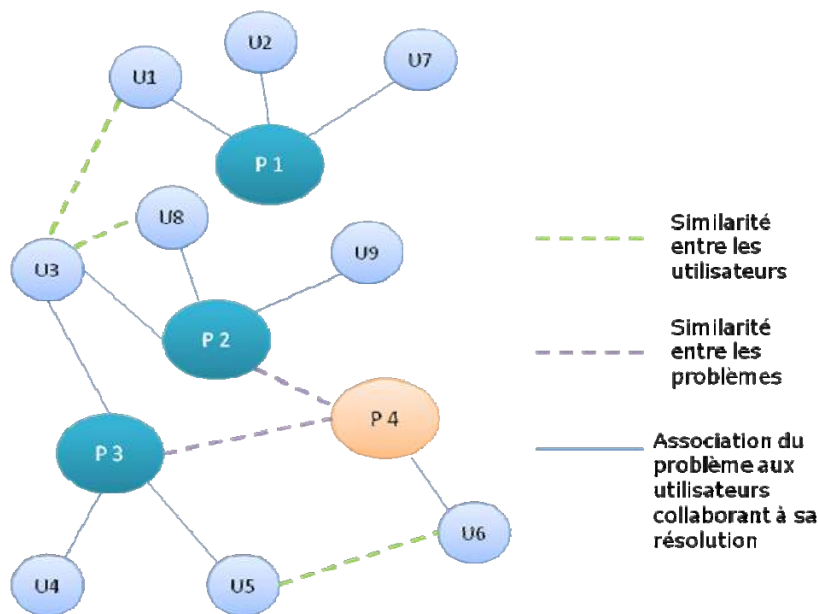 U2
U7
U1
P 1
U8
U9
U3
P 2
P 4
P 3
U6
U4
U5
Similarité
entre les
utilisateurs
Similarité
entre les
problèmes
Association du
problème aux
utilisateurs
collaborant à sa
résolution